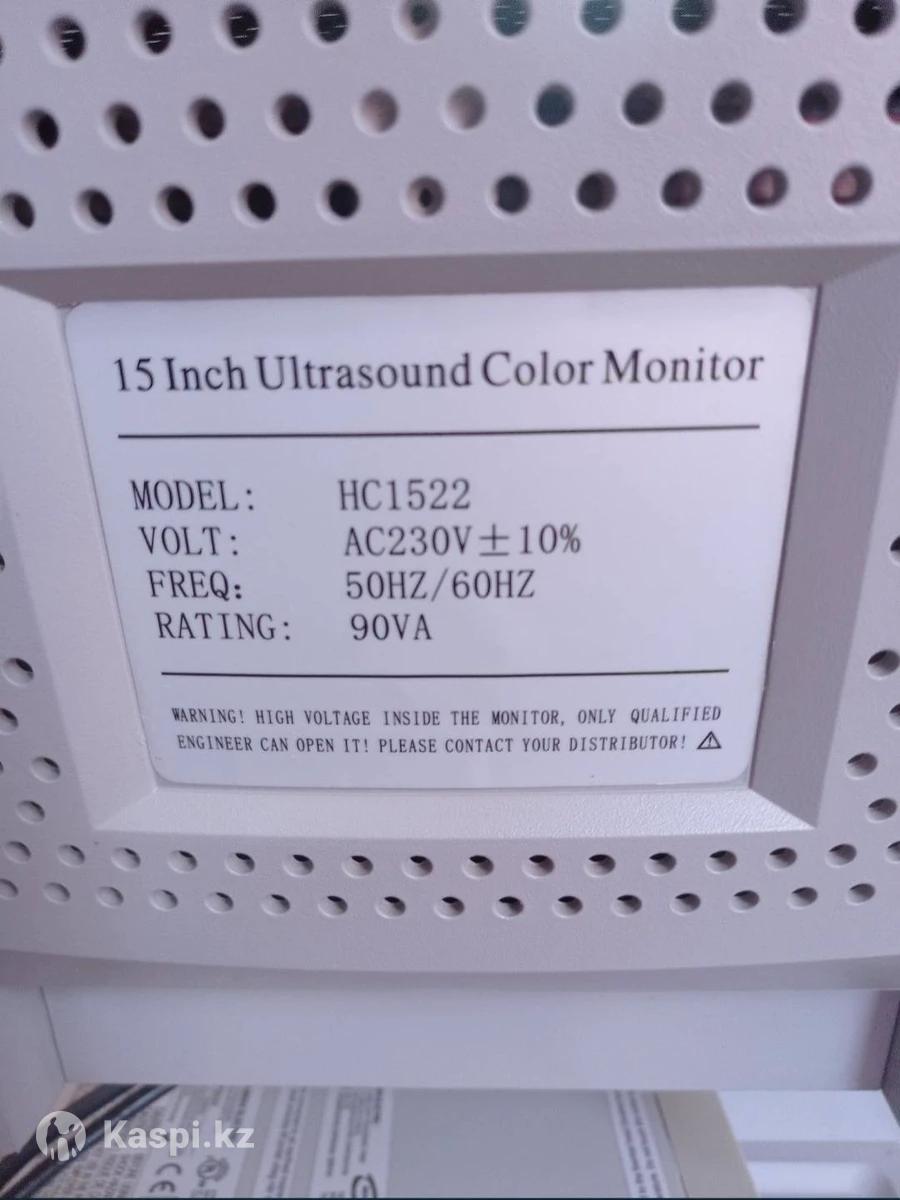 15 Inch Ultrasound Color Monitor
MODEL: HC1522
VOLT: AC230V±10%
FREQ: 50HZ/60HZ
RATING: 90VA
WARNING! HIGH VOLTAGE INSIDE THE MONITOR, ONLY QUALIFIED
ENGINEER CAN OPEN IT! PLEASE CONTACT YOUR DISTRIBUTOR!
Kaspi.kz